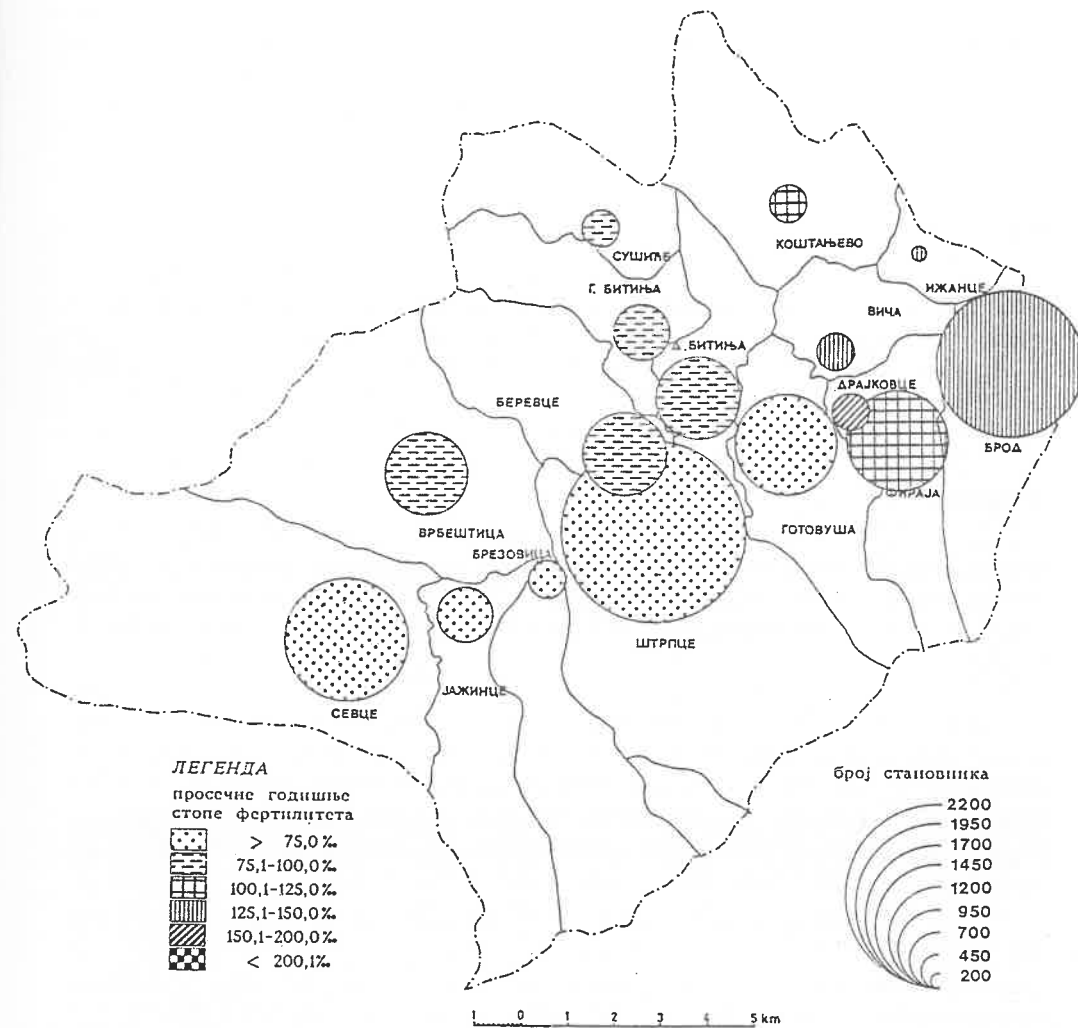 КОШТАЊЕВО
СУШИЋЕ
ИЖАНЦЕ
Г. БИТИЊА
ВИЧА
Д. БИТИЊА
ДРАЈКОВЦЕ
БЕРЕВЦЕ
БРОД
ФИРАЈА
ГОТОВУША
ВРБЕШТИЦА
БРЕЗОВИЦА
ШТРПЦЕ
ЈАЖИНЦЕ
СЕВЦЕ
ЛЕГЕНДА
просечне годишње
стопе фертилитета
> 75,0‰
75,1-100,0‰
100,1-125,0‰
125,1-150,0‰
150,1-200,0‰
< 200,1‰
број становника
2200
1950
1700
1450
1200
950
700
450
200
1 0 1 2 3 4 5 km